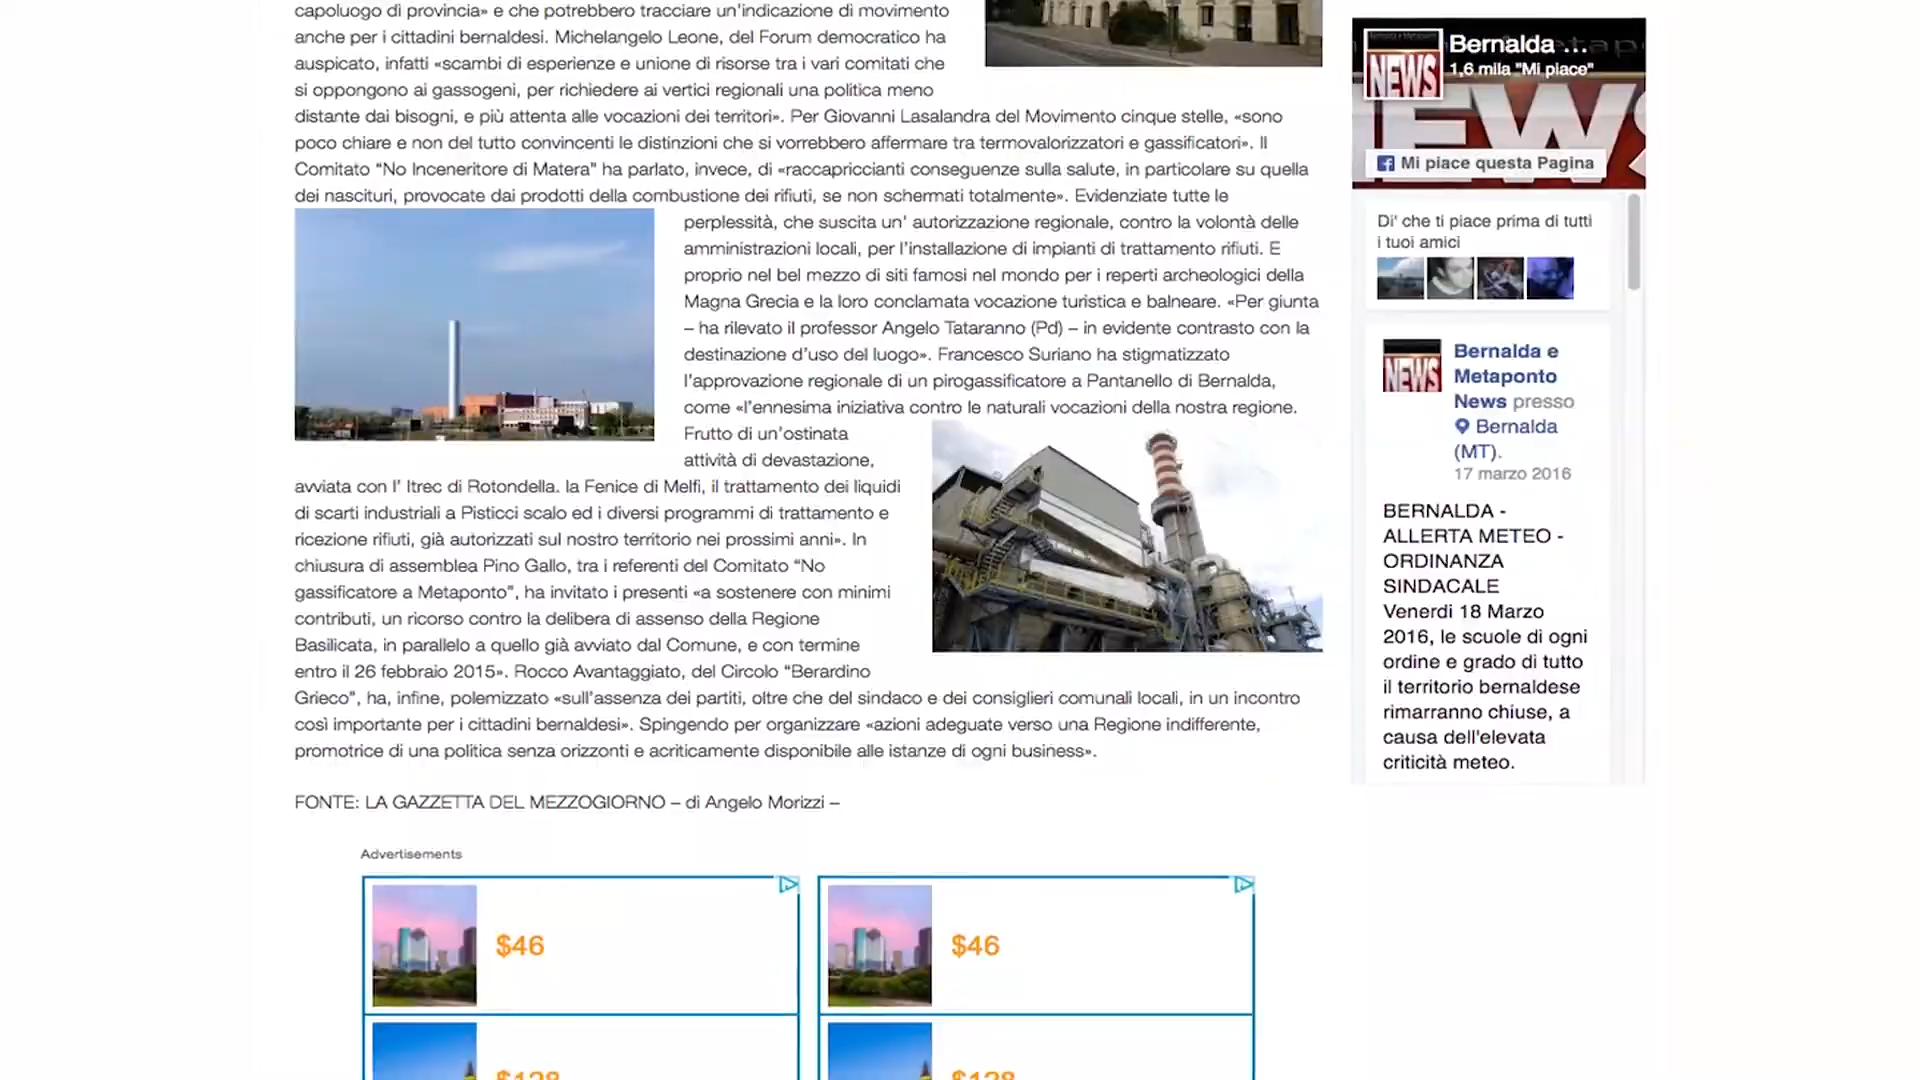 capoluogo di provincia» e che potrebbero tracciare un'indicazione di movimento
anche per i cittadini bernaldesi. Michelangelo Leone, del Forum democratico ha
auspicato, infatti «scambi di esperienze e unione di risorse tra i vari comitati che
si oppongono ai gassogeni, per richiedere ai vertici regionali una politica meno
distante dai bisogni, e più attenta alle vocazioni dei territori». Per Giovanni Lasalandra del Movimento cinque stelle, «sono
poco chiare e non del tutto convincenti le distinzioni che si vorrebbero affermare tra termovalorizzatori e gassificatori». Il
Comitato "No Inceneritore di Matera" ha parlato, invece, di «raccapriccianti conseguenze sulla salute, in particolare su quella
dei nascituri, provocate dai prodotti della combustione dei rifiuti, se non schermati totalmente». Evidenziate tutte le
perplessità, che suscita un' autorizzazione regionale, contro la volontà delle
amministrazioni locali, per l'installazione di impianti di trattamento rifiuti. E
proprio nel bel mezzo di siti famosi nel mondo per i reperti archeologici della
Magna Grecia e la loro conclamata vocazione turistica e balneare. «Per giunta
– ha rilevato il professor Angelo Tataranno (Pd) – in evidente contrasto con la
destinazione d'uso del luogo». Francesco Suriano ha stigmatizzato
l'approvazione regionale di un pirogassificatore a Pantanello di Bernalda,
come «l'ennesima iniziativa contro le naturali vocazioni della nostra regione.
Frutto di un'ostinata
attività di devastazione,
avviata con l' Itrec di Rotondella. la Fenice di Melfi, il trattamento dei liquidi
di scarti industriali a Pisticci scalo ed i diversi programmi di trattamento e
ricezione rifiuti, già autorizzati sul nostro territorio nei prossimi anni». In
chiusura di assemblea Pino Gallo, tra i referenti del Comitato "No
gassificatore a Metaponto", ha invitato i presenti «a sostenere con minimi
contributi, un ricorso contro la delibera di assenso della Regione
Basilicata, in parallelo a quello già avviato dal Comune, e con termine
entro il 26 febbraio 2015». Rocco Avantaggiato, del Circolo "Berardino
Grieco", ha, infine, polemizzato «sull'assenza dei partiti, oltre che del sindaco e dei consiglieri comunali locali, in un incontro
così importante per i cittadini bernaldesi». Spingendo per organizzare «azioni adeguate verso una Regione indifferente,
promotrice di una politica senza orizzonti e acriticamente disponibile alle istanze di ogni business».
FONTE: LA GAZZETTA DEL MEZZOGIORNO – di Angelo Morizzi –
Advertisements
$46
$46
$128
$128
Bernalda ...
1,6 mila "Mi piace"
NEWS
EWS
Mi piace questa Pagina
Di' che ti piace prima di tutti
i tuoi amici
NEWS
Bernalda e
Metaponto
News presso
Bernalda
(MT).
17 marzo 2016
BERNALDA -
ALLERTA METEO -
ORDINANZA
SINDACALE
Venerdi 18 Marzo
2016, le scuole di ogni
ordine e grado di tutto
il territorio bernaldese
rimarranno chiuse, a
causa dell'elevata
criticità meteo.